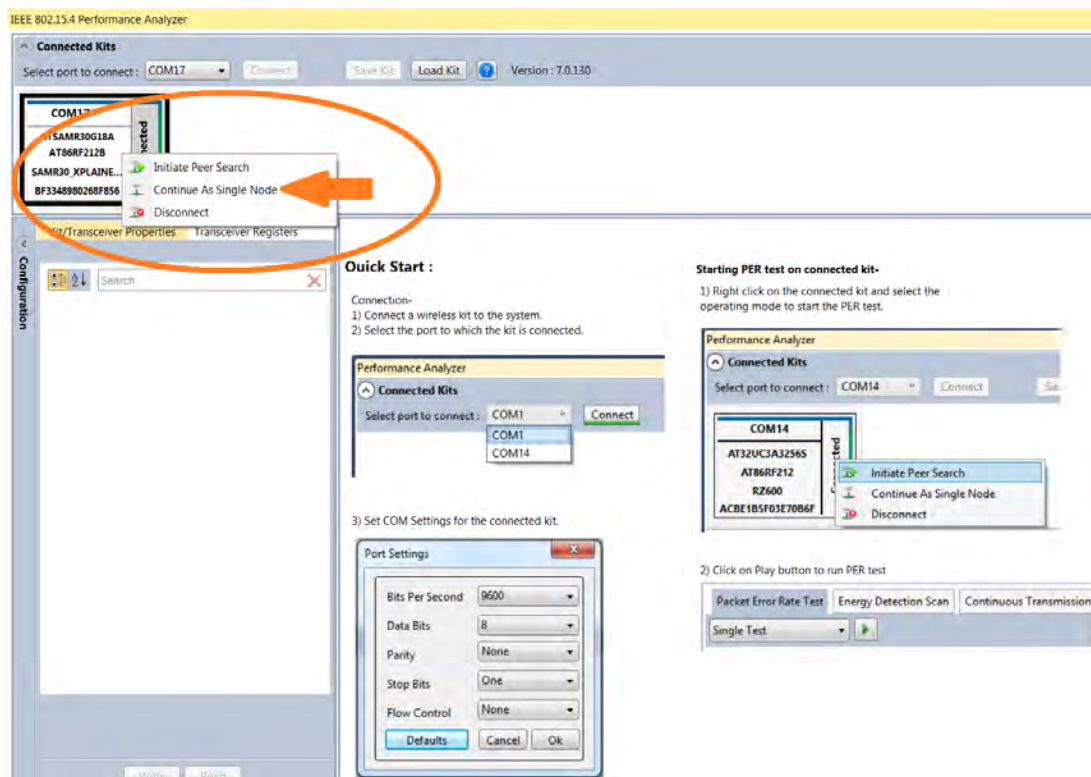 IEEE 802.15.4 Performance Analyzer
Connected Kits
Select port to connect : COM17 Connect Save Kit Load Kit ? Version : 7.0.130
COM17
ATSAMR30G18A
AT86RF212B
SAMR30_XPLAINE...
BF3348980268F856
Initiate Peer Search
Continue As Single Node
Disconnect
Kit/Transceiver Properties Transceiver Registers
Configuration
Search
Quick Start :
Connection-
1) Connect a wireless kit to the system.
2) Select the port to which the kit is connected.
Performance Analyzer
Connected Kits
Select port to connect : COM1 Connect
COM1
COM14
3) Set COM Settings for the connected kit.
Port Settings
Bits Per Second 9600
Data Bits 8
Parity None
Stop Bits One
Flow Control None
Defaults Cancel Ok
Starting PER test on connected kit-
1) Right click on the connected kit and select the
operating mode to start the PER test.
Performance Analyzer
Connected Kits
Select port to connect : COM14 Connect
COM14
AT32UC3A3256S
AT86RF212
RZ600
ACBE1B5F03E70B6F
Connected
Initiate Peer Search
Continue As Single Node
Disconnect
2) Click on Play button to run PER test
Packet Error Rate Test Energy Detection Scan Continuous Transmission
Single Test